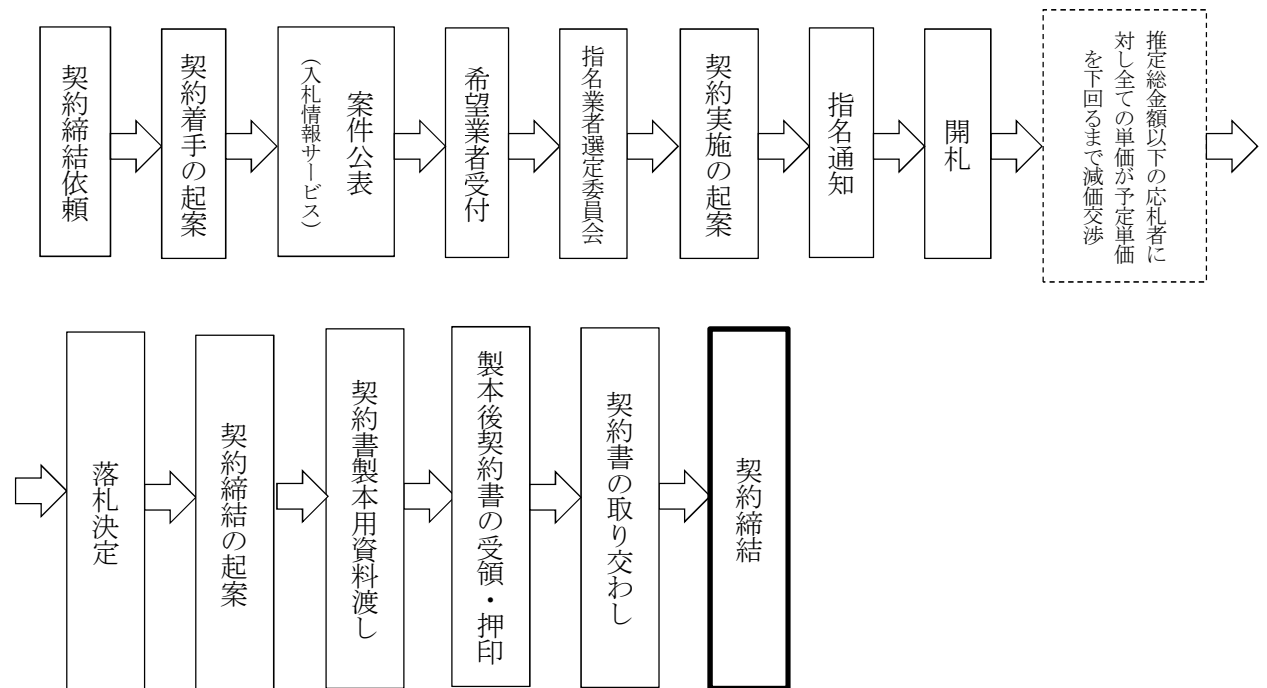 契約締結依頼
契約着手の起案
案件公表
（入札情報サービス）
希望業者受付
指名業者選定委員会
契約実施の起案
指名通知
開札
推定総金額以下の応札者に
対し全ての単価が予定単価
を下回るまで減価交渉
落札決定
契約締結の起案
契約書製本用資料渡し
製本後契約書の受領・押印
契約書の取り交わし
契約締結